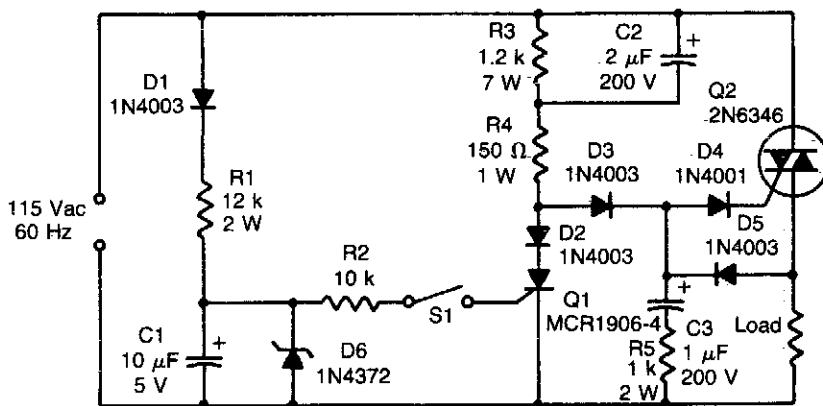 115 Vac
60 Hz
D1
1N4003
R1
12 k
2 W
C1
10 μF
5 V
+
D6
1N4372
R2
10 k
S1
R3
1.2 k
7 W
C2
2 μF
200 V
+
R4
150 Ω
1 W
D2
1N4003
Q1
MCR1906-4
D3
1N4003
D4
1N4001
D5
1N4003
Q2
2N6346
+
C3
1 μF
200 V
R5
1 k
2 W
Load